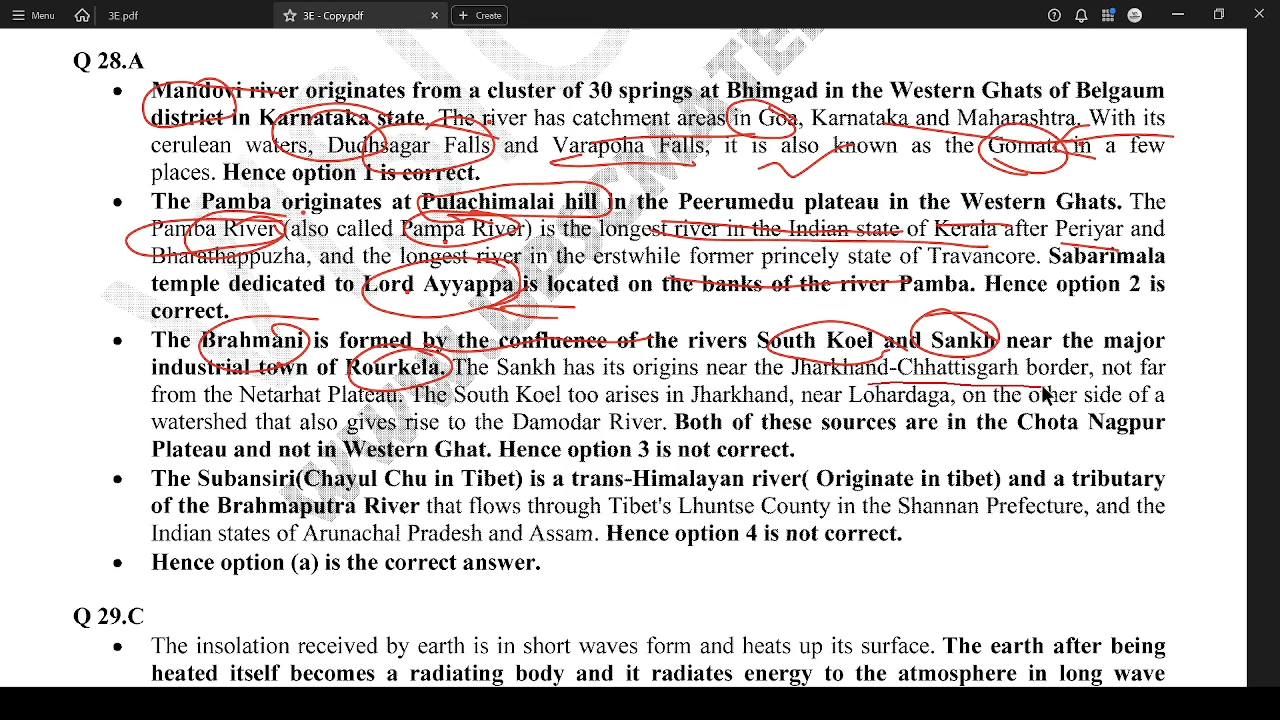 Menu 3E.pdf 3E - Copy.pdf Create
Q 28.A
• Mandovi river originates from a cluster of 30 springs at Bhimgad in the Western Ghats of Belgaum
district in Karnataka state. The river has catchment areas in Goa, Karnataka and Maharashtra. With its
cerulean waters, Dudhsagar Falls and Varapoha Falls, it is also known as the Gomati in a few
places. Hence option 1 is correct.
• The Pamba originates at Pulachimalai hill in the Peerumedu plateau in the Western Ghats. The
Pamba River (also called Pampa River) is the longest river in the Indian state of Kerala after Periyar and
Bharathappuzha, and the longest river in the erstwhile former princely state of Travancore. Sabarimala
temple dedicated to Lord Ayyappa is located on the banks of the river Pamba. Hence option 2 is
correct.
• The Brahmani is formed by the confluence of the rivers South Koel and Sankh near the major
industrial town of Rourkela. The Sankh has its origins near the Jharkhand-Chhattisgarh border, not far
from the Netarhat Plateau. The South Koel too arises in Jharkhand, near Lohardaga, on the other side of a
watershed that also gives rise to the Damodar River. Both of these sources are in the Chota Nagpur
Plateau and not in Western Ghat. Hence option 3 is not correct.
• The Subansiri(Chayul Chu in Tibet) is a trans-Himalayan river( Originate in tibet) and a tributary
of the Brahmaputra River that flows through Tibet's Lhuntse County in the Shannan Prefecture, and the
Indian states of Arunachal Pradesh and Assam. Hence option 4 is not correct.
• Hence option (a) is the correct answer.
Q 29.C
• The insolation received by earth is in short waves form and heats up its surface. The earth after being
heated itself becomes a radiating body and it radiates energy to the atmosphere in long wave